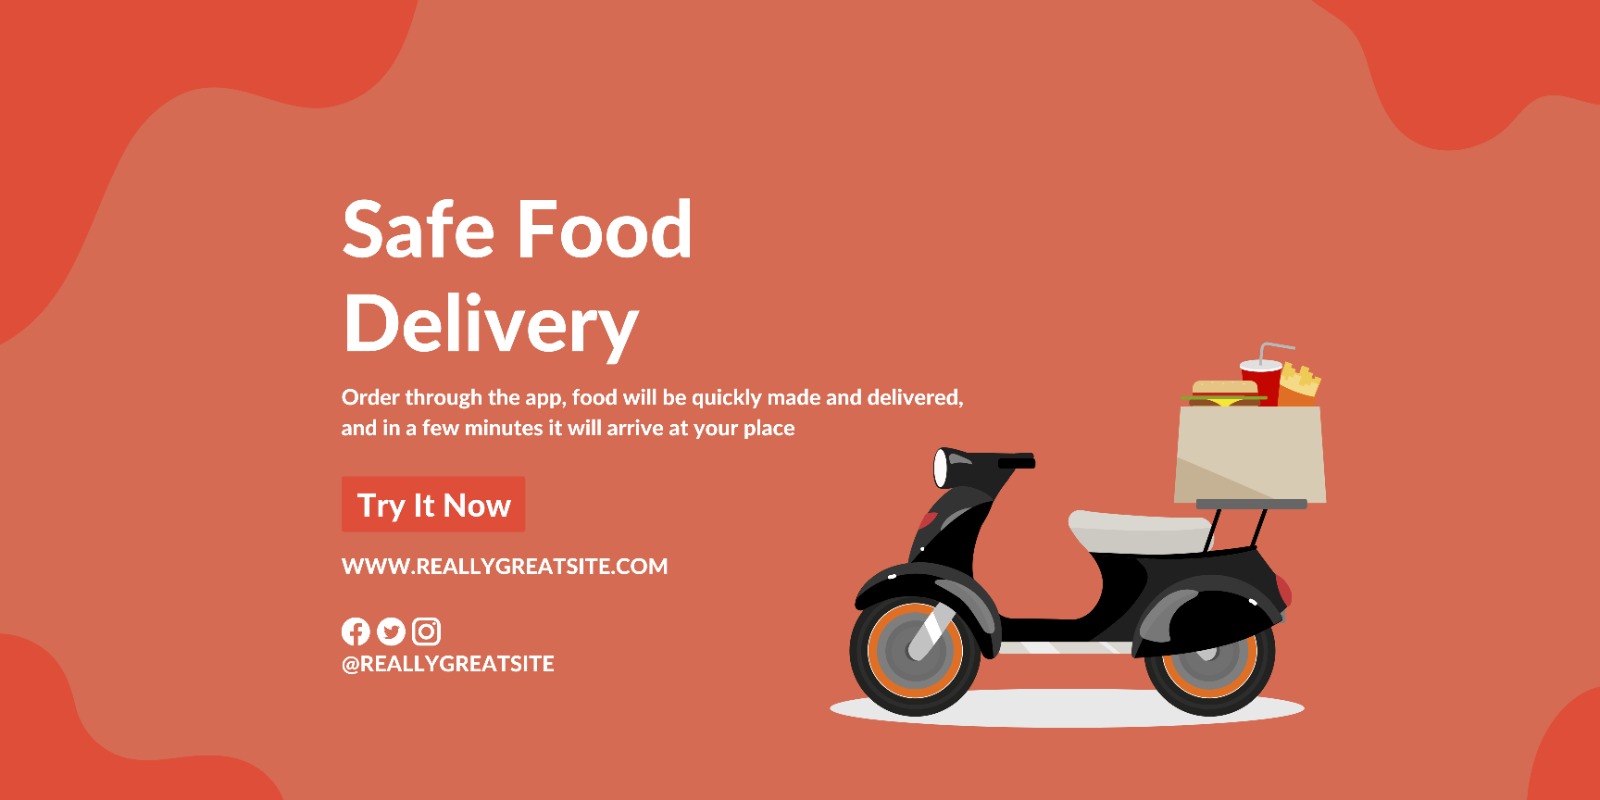 Safe Food
Delivery
Order through the app, food will be quickly made and delivered,
and in a few minutes it will arrive at your place
Try It Now
WWW.REALLYGREATSITE.COM
@REALLYGREATSITE